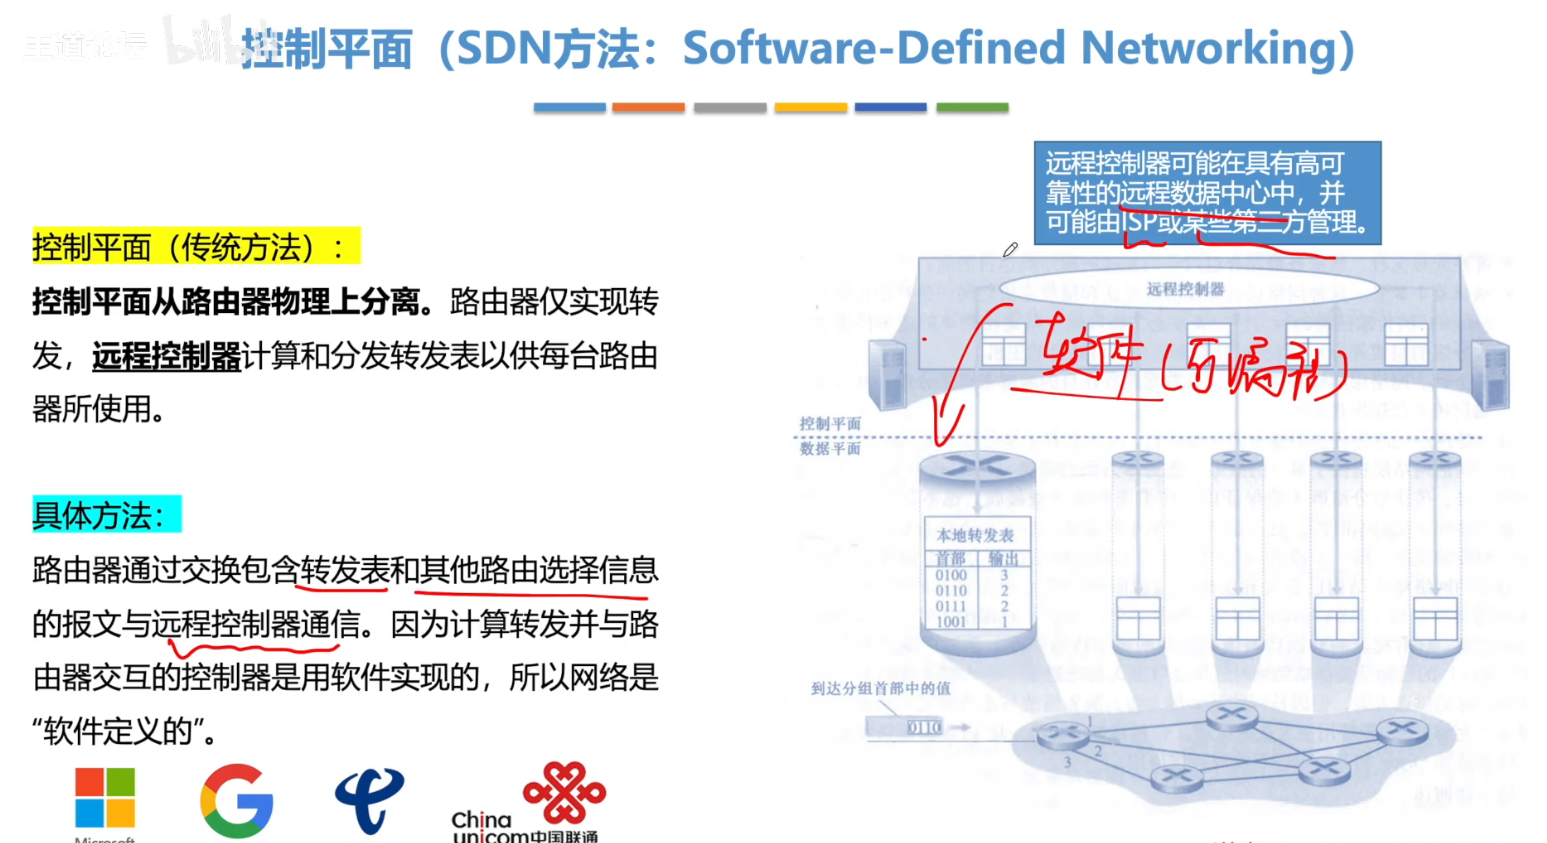 王道论坛 bilibili
控制平面（SDN方法：Software-Defined Networking）
远程控制器可能在具有高可
靠性的远程数据中心中，并
可能由ISP或某些第三方管理。
控制平面（传统方法）：
控制平面从路由器物理上分离。路由器仅实现转
发，远程控制器计算和分发转发表以供每台路由
器所使用。
具体方法：
路由器通过交换包含转发表和其他路由选择信息
的报文与远程控制器通信。因为计算转发并与路
由器交互的控制器是用软件实现的，所以网络是
“软件定义的”。
远程控制器
软件（可编程）
控制平面
数据平面
本地转发表
首部 输出
0100 3
0110 2
0111 2
1001 1
到达分组首部中的值
0110
1
2
3
Microsoft
China
unicom中国联通